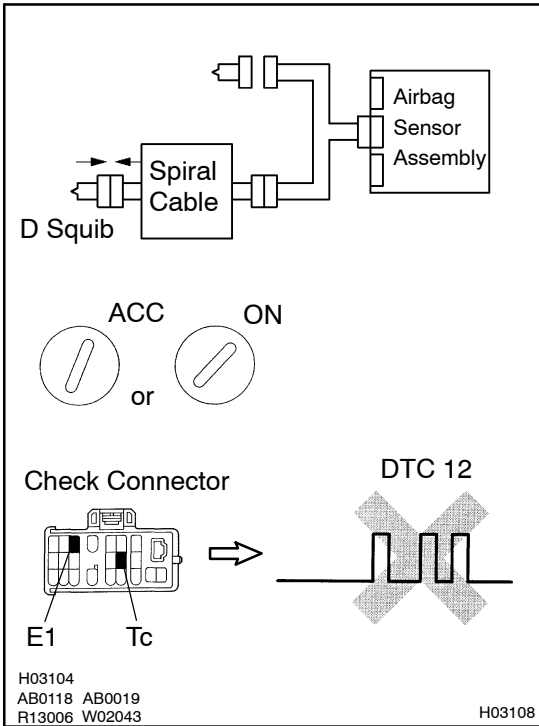 Airbag
Sensor
Assembly
Spiral
Cable
D Squib
ACC
ON
or
Check Connector
DTC 12
E1
Tc
H03104
AB0118 AB0019
R13006 W02043
H03108